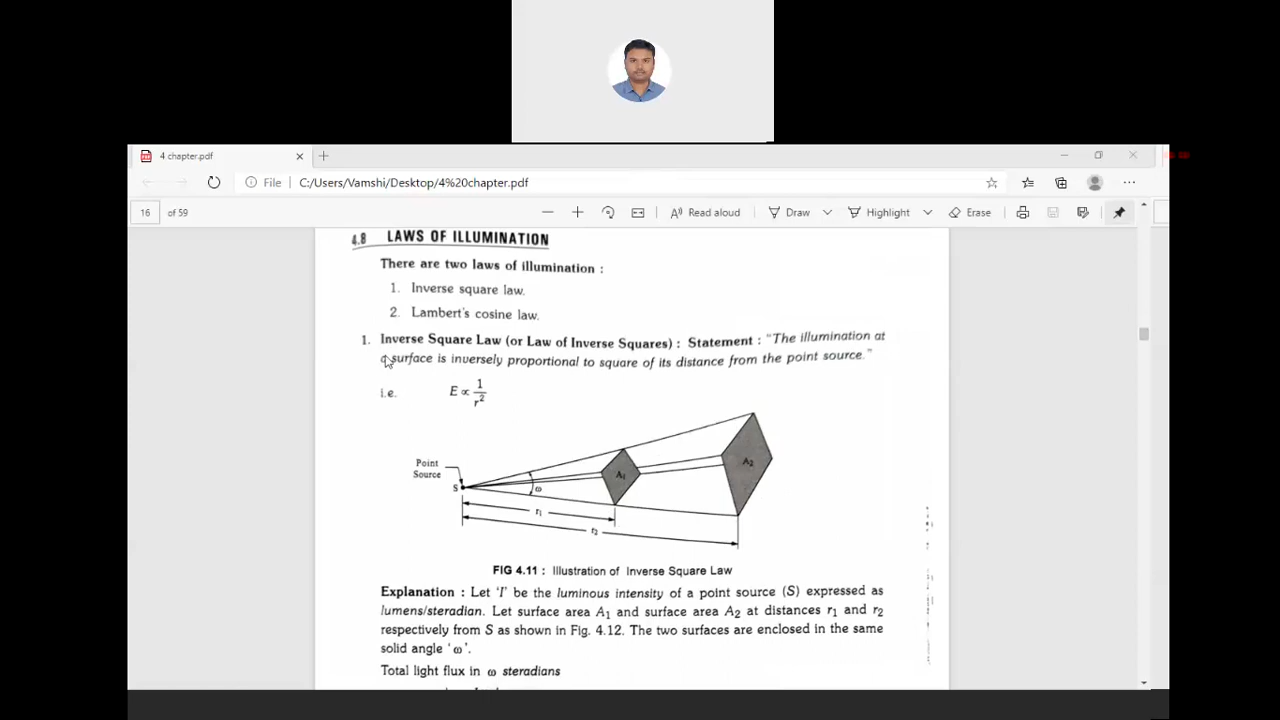 4 chapter.pdf
File C:/Users/Vamshi/Desktop/4%20chapter.pdf
16 of 59 Read aloud Draw Highlight Erase
4.8 LAWS OF ILLUMINATION
There are two laws of illumination :
1. Inverse square law.
2. Lambert's cosine law.
1. Inverse Square Law (or Law of Inverse Squares) : Statement : "The illumination at
a surface is inversely proportional to square of its distance from the point source."
i.e. E ∝ 1/r²
Point
Source
S
ω
A₁
A₂
r₁
r₂
FIG 4.11 : Illustration of Inverse Square Law
Explanation : Let 'I' be the luminous intensity of a point source (S) expressed as
lumens/steradian. Let surface area A₁ and surface area A₂ at distances r₁ and r₂
respectively from S as shown in Fig. 4.12. The two surfaces are enclosed in the same
solid angle 'ω'.
Total light flux in ω steradians